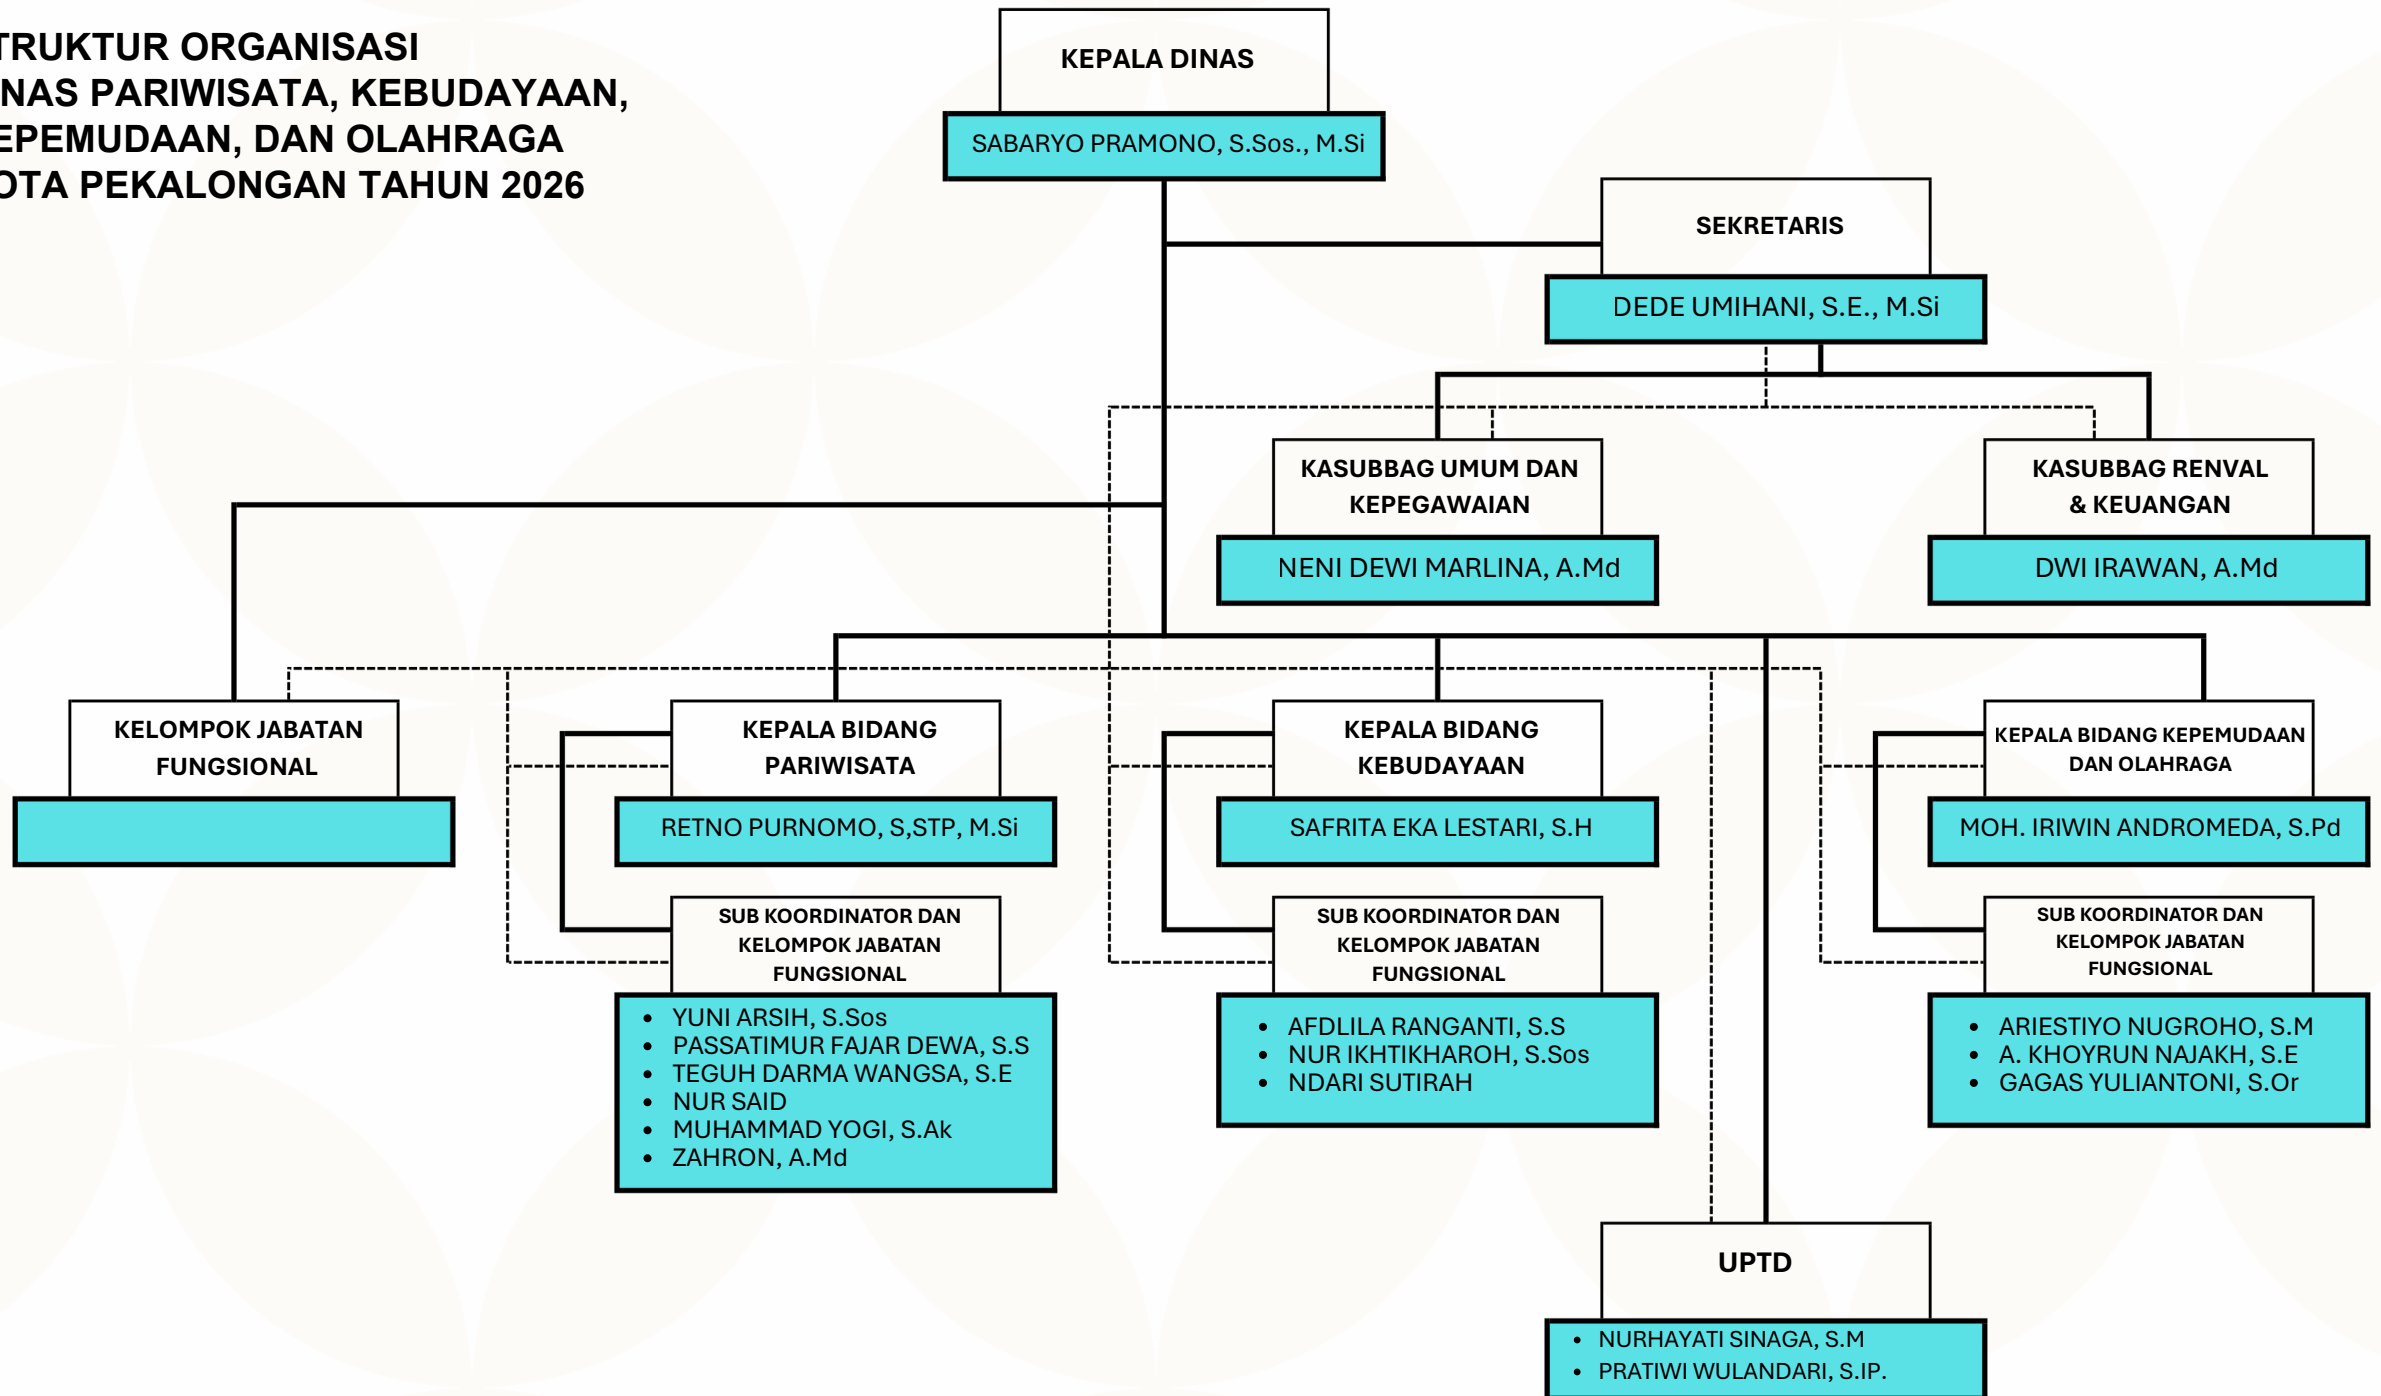 TRUKTUR ORGANISASI
NAS PARIWISATA, KEBUDAYAAN,
EPEMUDAAN, DAN OLAHRAGA
OTA PEKALONGAN TAHUN 2026
KEPALA DINAS
SABARYO PRAMONO, S.Sos., M.Si
SEKRETARIS
DEDE UMIHANI, S.E., M.Si
KASUBBAG UMUM DAN
KEPEGAWAIAN
NENI DEWI MARLINA, A.Md
KASUBBAG RENVAL
& KEUANGAN
DWI IRAWAN, A.Md
KELOMPOK JABATAN
FUNGSIONAL
KEPALA BIDANG
PARIWISATA
RETNO PURNOMO, S,STP, M.Si
KEPALA BIDANG
KEBUDAYAAN
SAFRITA EKA LESTARI, S.H
KEPALA BIDANG KEPEMUDAAN
DAN OLAHRAGA
MOH. IRIWIN ANDROMEDA, S.Pd
SUB KOORDINATOR DAN
KELOMPOK JABATAN
FUNGSIONAL
• YUNI ARSIH, S.Sos
• PASSATIMUR FAJAR DEWA, S.S
• TEGUH DARMA WANGSA, S.E
• NUR SAID
• MUHAMMAD YOGI, S.Ak
• ZAHRON, A.Md
SUB KOORDINATOR DAN
KELOMPOK JABATAN
FUNGSIONAL
• AFDLILA RANGANTI, S.S
• NUR IKHTIKHAROH, S.Sos
• NDARI SUTIRAH
SUB KOORDINATOR DAN
KELOMPOK JABATAN
FUNGSIONAL
• ARIESTIYO NUGROHO, S.M
• A. KHOYRUN NAJAKH, S.E
• GAGAS YULIANTONI, S.Or
UPTD
• NURHAYATI SINAGA, S.M
• PRATIWI WULANDARI, S.IP.